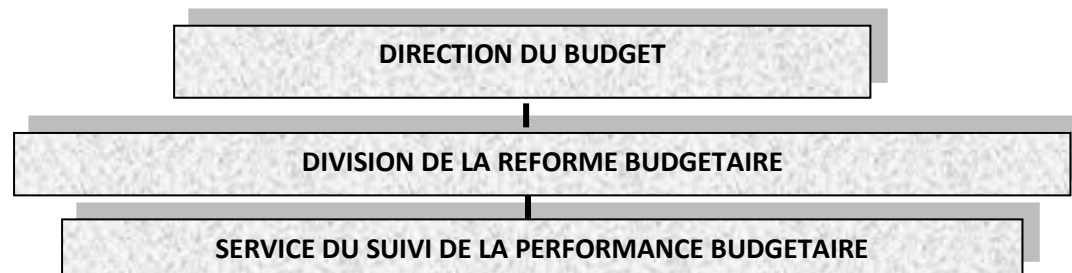 DIRECTION DU BUDGET
DIVISION DE LA REFORME BUDGETAIRE
SERVICE DU SUIVI DE LA PERFORMANCE BUDGETAIRE